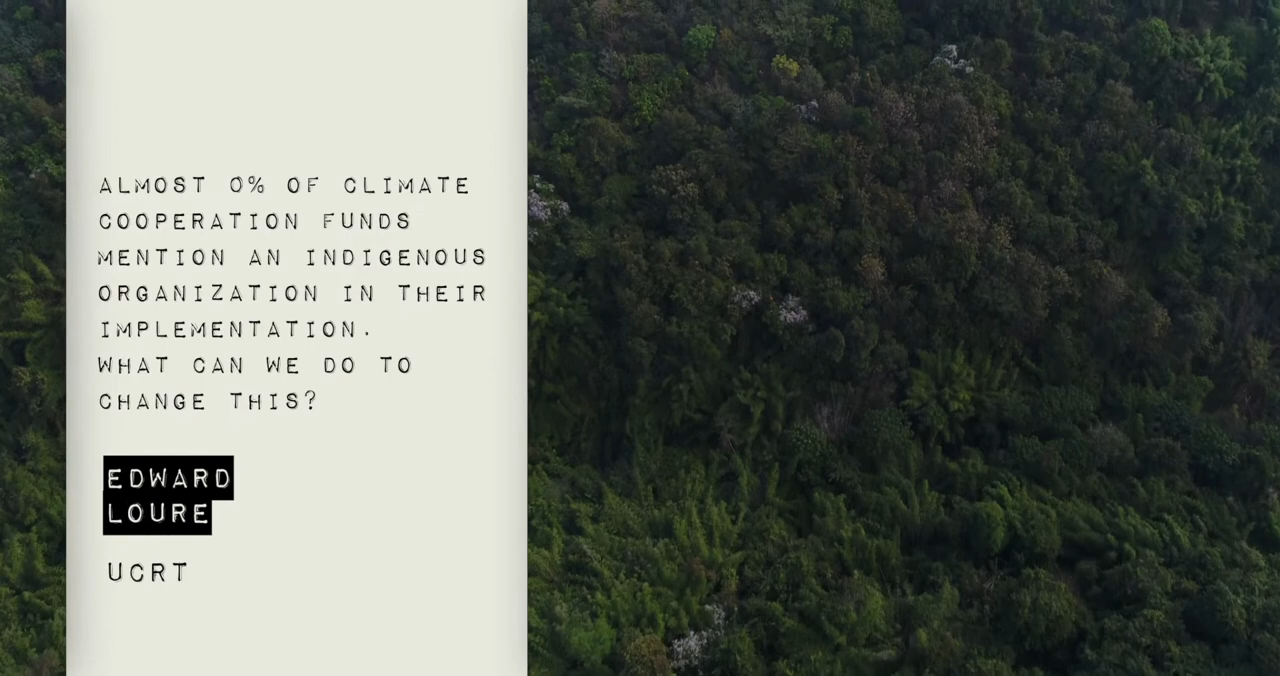 ALMOST 0% OF CLIMATE
COOPERATION FUNDS
MENTION AN INDIGENOUS
ORGANIZATION IN THEIR
IMPLEMENTATION.
WHAT CAN WE DO TO
CHANGE THIS?
EDWARD
LOURE
UCRT